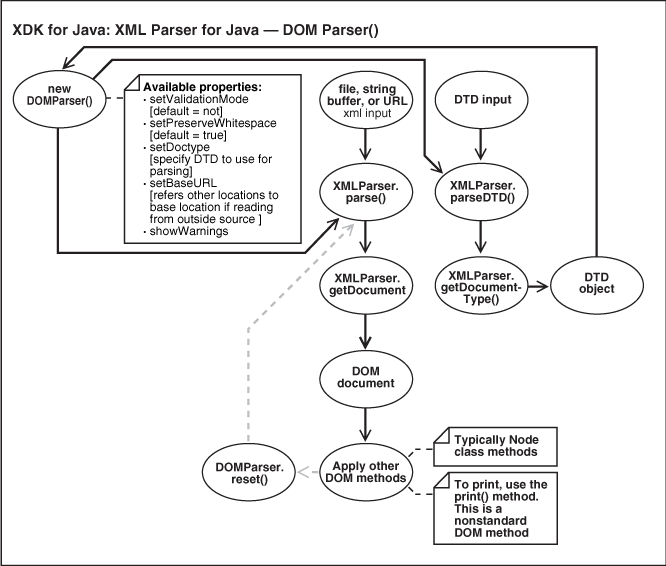 XDK for Java: XML Parser for Java — DOM Parser()
new
DOMParser()
Available properties:
· setValidationMode
[default = not]
· setPreserveWhitespace
[default = true]
· setDoctype
[specify DTD to use for
parsing]
· setBaseURL
[refers other locations to
base location if reading
from outside source ]
· showWarnings
file, string
buffer, or URL
xml input
DTD input
XMLParser.
parse()
XMLParser.
parseDTD()
XMLParser.
getDocument
XMLParser.
getDocument-
Type()
DTD
object
DOM
document
DOMParser.
reset()
Apply other
DOM methods
Typically Node
class methods
To print, use the
print() method.
This is a
nonstandard
DOM method